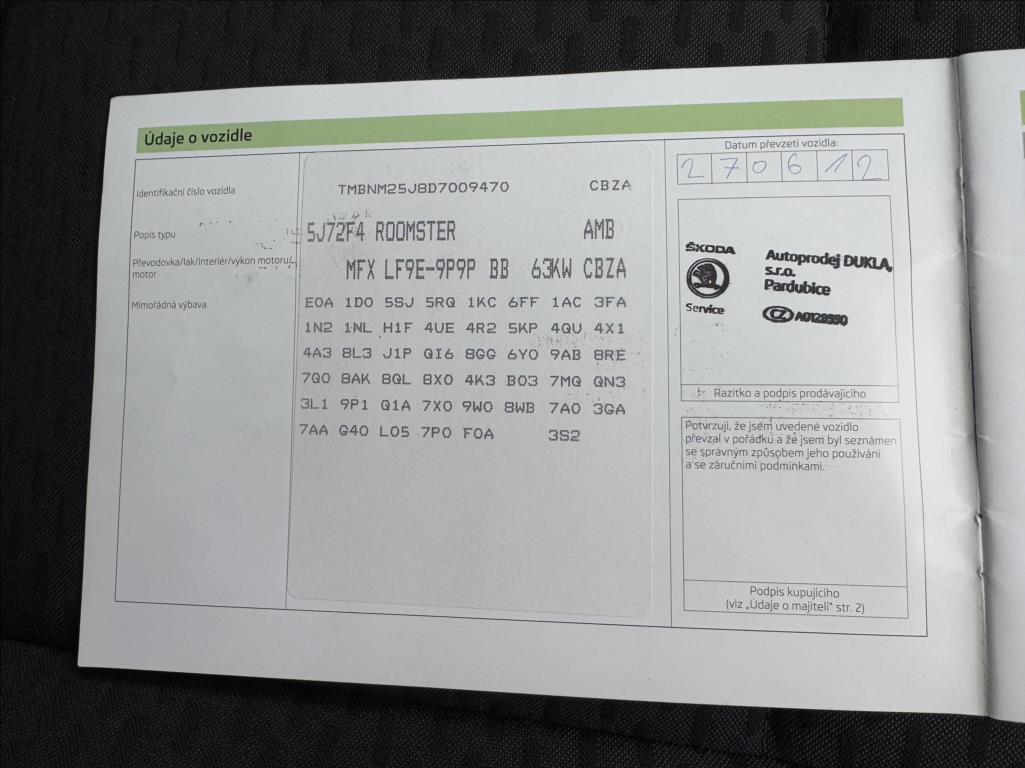 Údaje o vozidle
Datum převzetí vozidla:
2 7 0 6 1 2
Identifikační číslo vozidla
TMBNM25J8D7009470 CBZA
Popis typu
5J72F4 ROOMSTER AMB
Převodovka/lak/interiér/výkon motoru/
motor
MFX LF9E-9P9P BB 63KW CBZA
Mimořádná výbava
E0A 1D0 5SJ 5RQ 1KC 6FF 1AC 3FA
1N2 1NL H1F 4UE 4R2 5KP 4QU 4X1
4A3 8L3 J1P QI6 8GG 6Y0 9AB 8RE
7Q0 8AK 8QL 8X0 4K3 B03 7MQ QN3
3L1 9P1 Q1A 7X0 9W0 8WB 7A0 3GA
7AA G40 L05 7P0 F0A 3S2
ŠKODA
Service
Autoprodej DUKLA,
s.r.o.
Pardubice
CZ
Razítko a podpis prodávajícího
Potvrzuji, že jsem uvedené vozidlo
převzal v pořádku a že jsem byl seznámen
se správným způsobem jeho používání
a se záručními podmínkami.
Podpis kupujícího
(viz „Údaje o majiteli“ str. 2)